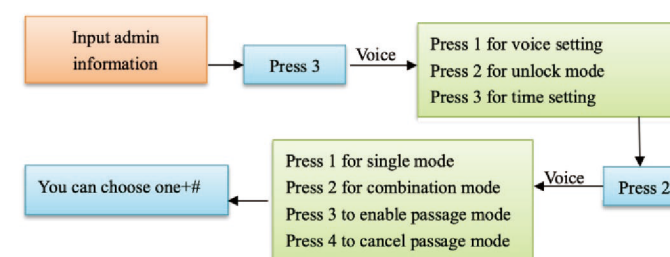 Input admin
information
Press 3
Voice
Press 1 for voice setting
Press 2 for unlock mode
Press 3 for time setting
Press 2
Voice
Press 1 for single mode
Press 2 for combination mode
Press 3 to enable passage mode
Press 4 to cancel passage mode
You can choose one+#